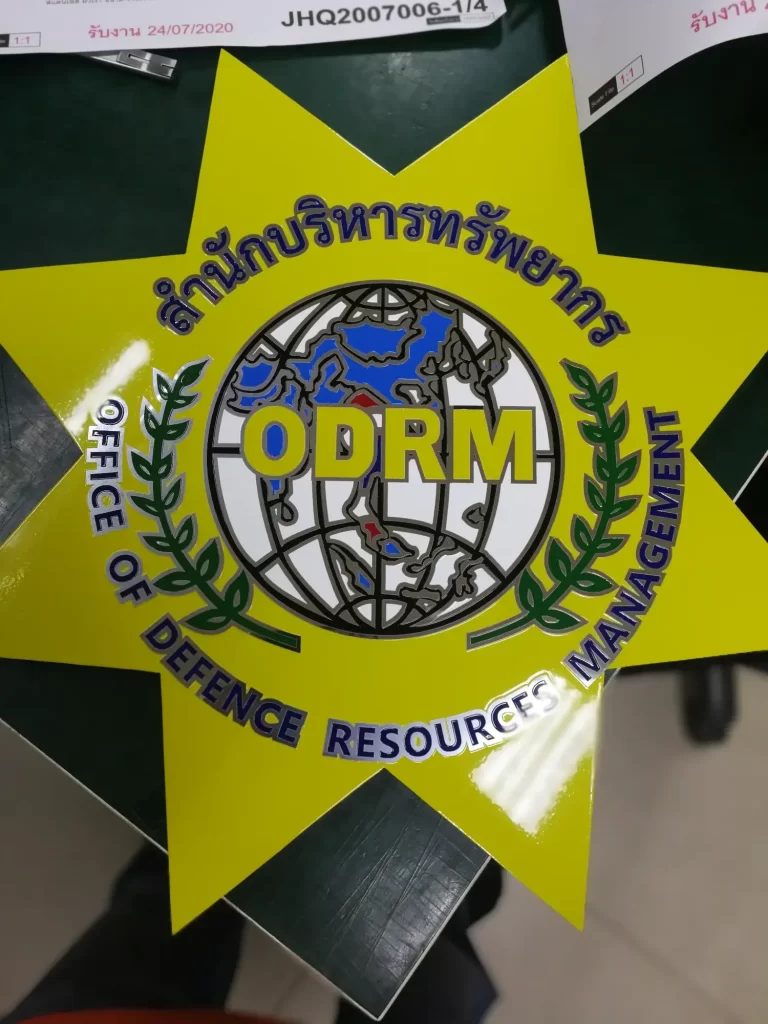 JHQ2007006-1/4
รับงาน 24/07/2020
1:1
รับงาน
1:1
สำนักบริหารทรัพยากร
ODRM
OFFICE OF DEFENCE RESOURCES MANAGEMENT